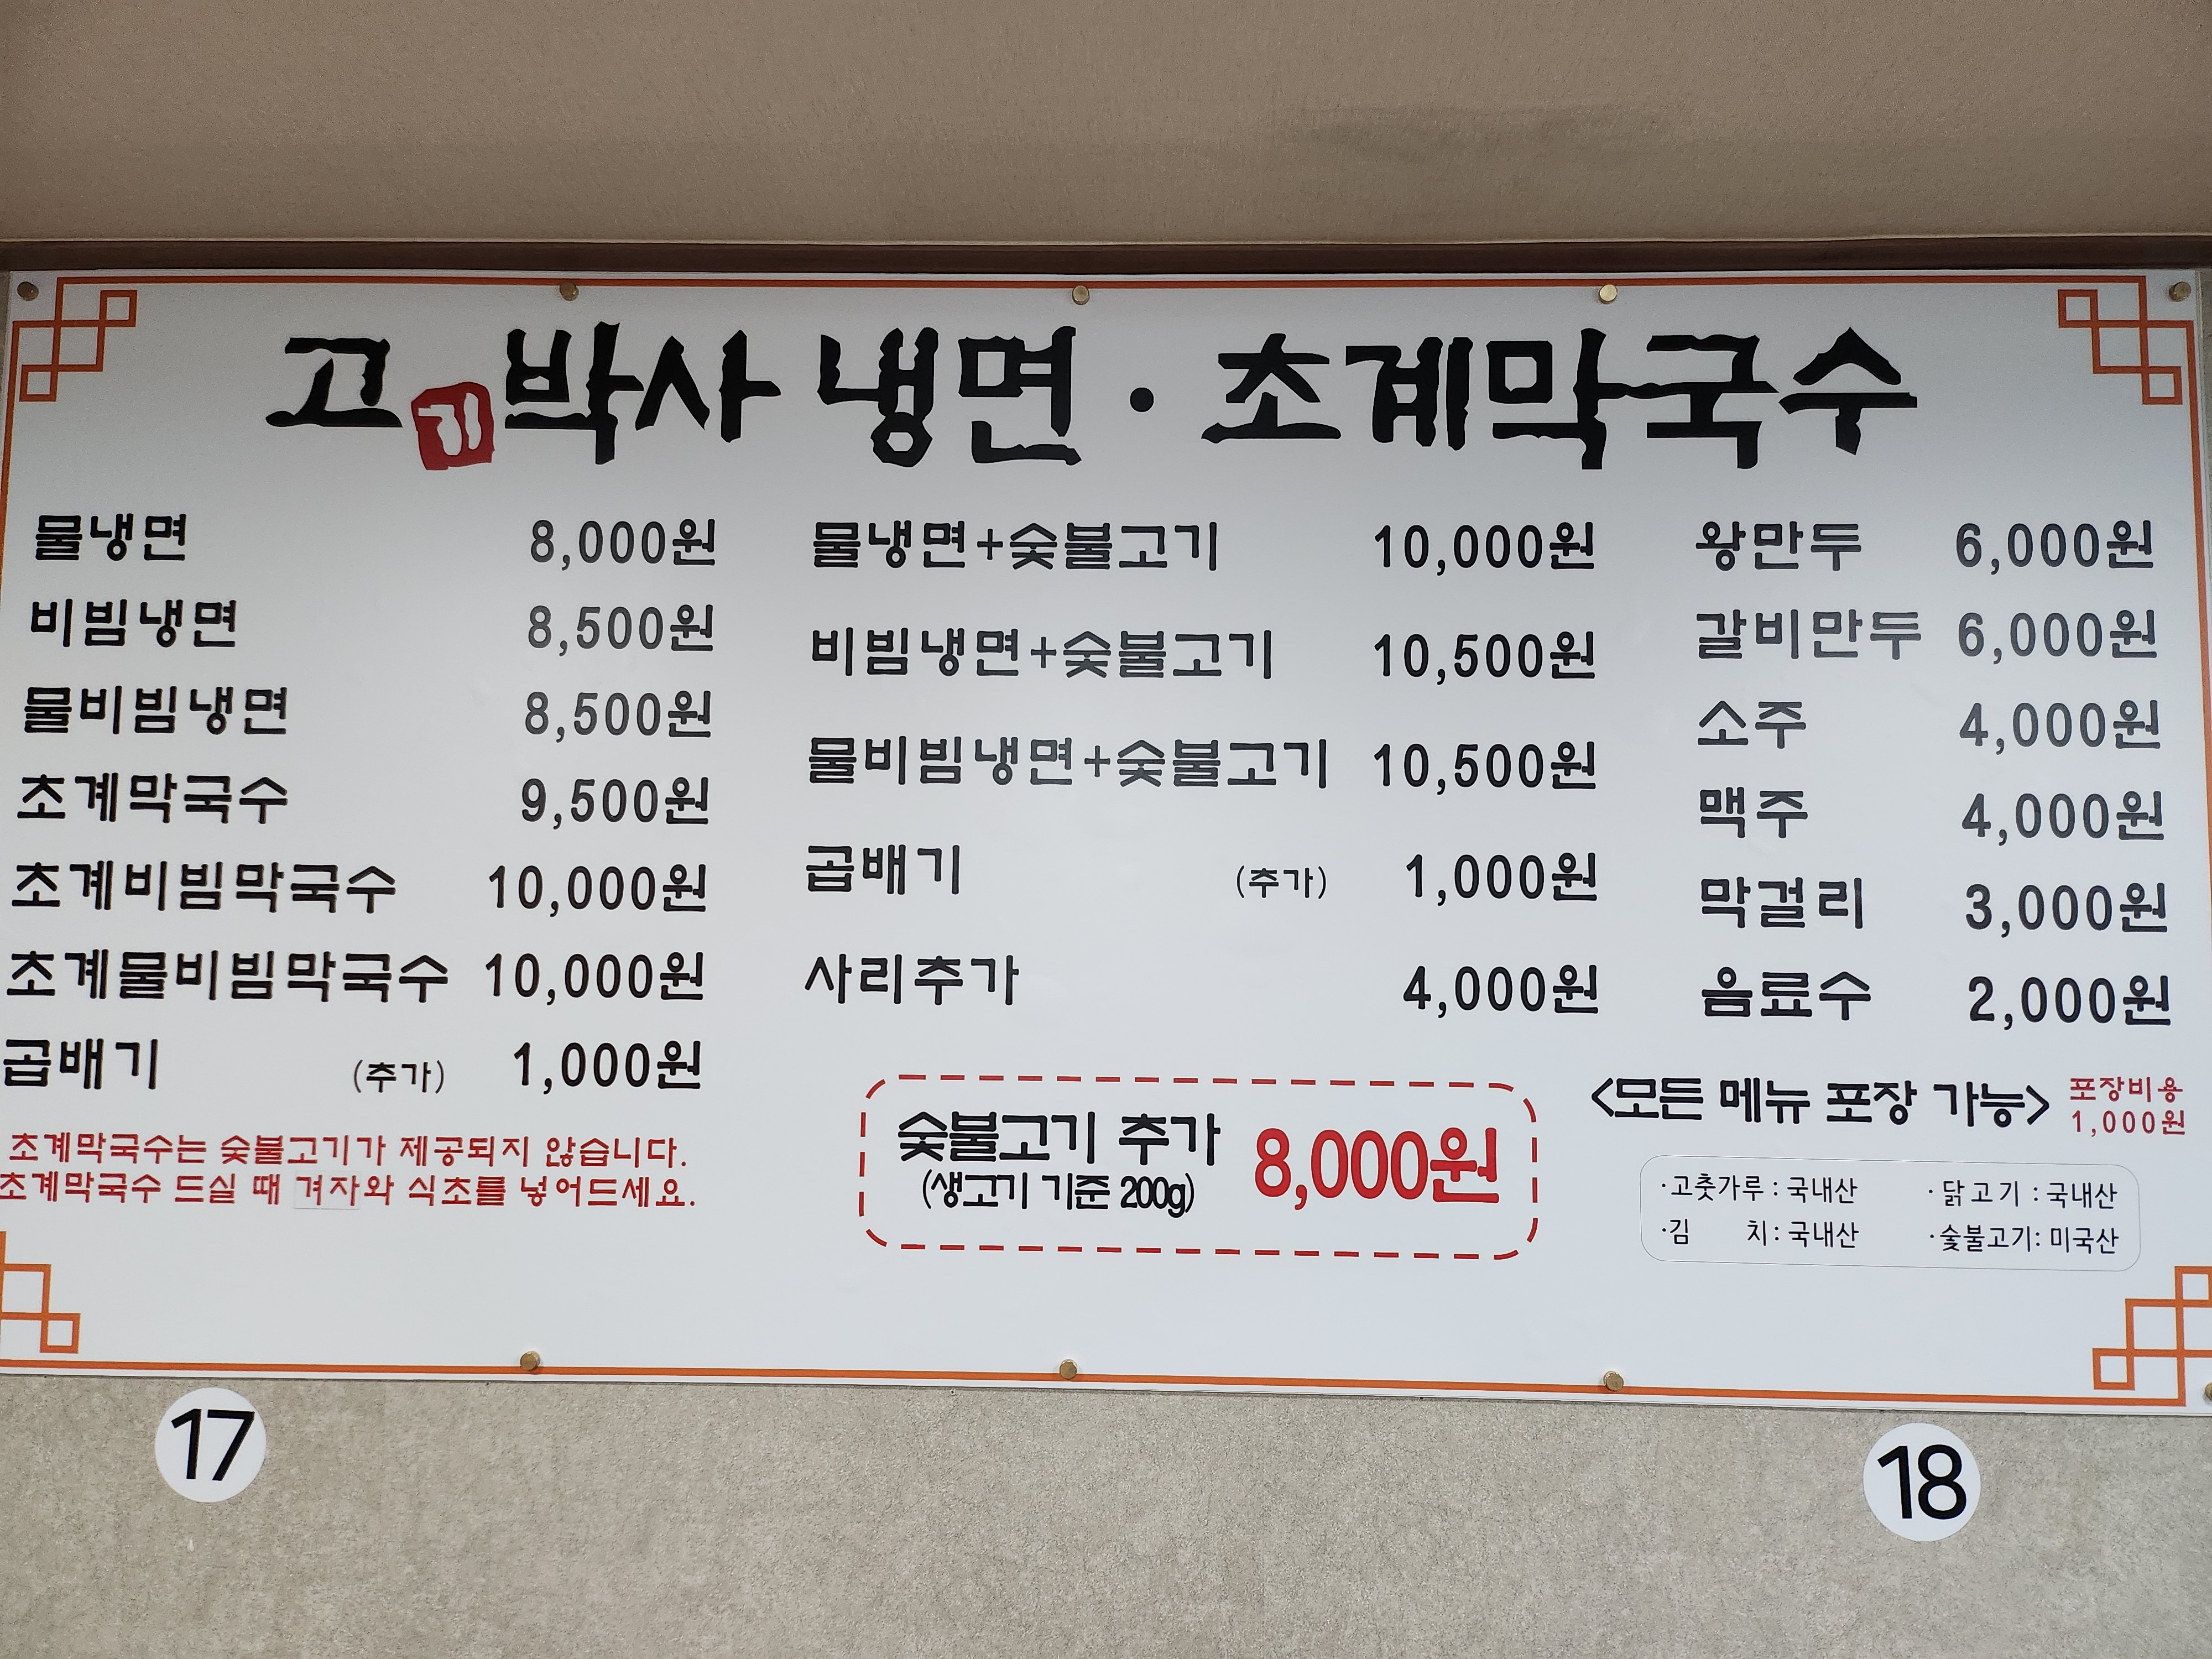 고김박사 냉면 · 초계막국수
물냉면 8,000원
비빔냉면 8,500원
물비빔냉면 8,500원
초계막국수 9,500원
초계비빔막국수 10,000원
초계물비빔막국수 10,000원
곱배기 (추가) 1,000원
초계막국수는 숯불고기가 제공되지 않습니다.
초계막국수 드실 때 겨자와 식초를 넣어드세요.
물냉면+숯불고기 10,000원
비빔냉면+숯불고기 10,500원
물비빔냉면+숯불고기 10,500원
곱배기 (추가) 1,000원
사리추가 4,000원
숯불고기 추가 8,000원
(생고기 기준 200g)
왕만두 6,000원
갈비만두 6,000원
소주 4,000원
맥주 4,000원
막걸리 3,000원
음료수 2,000원
<모든 메뉴 포장 가능> 포장비용
1,000원
·고춧가루 : 국내산 ·닭고기 : 국내산
·김 치 : 국내산 ·숯불고기: 미국산
17
18